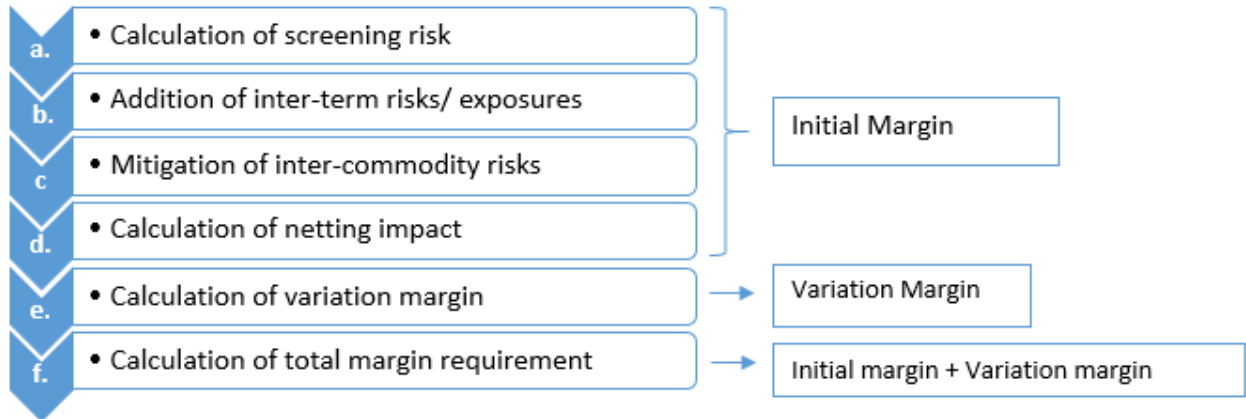 a.
• Calculation of screening risk
b.
• Addition of inter-term risks/ exposures
c
• Mitigation of inter-commodity risks
d.
• Calculation of netting impact
Initial Margin
e.
• Calculation of variation margin
Variation Margin
f.
• Calculation of total margin requirement
Initial margin + Variation margin